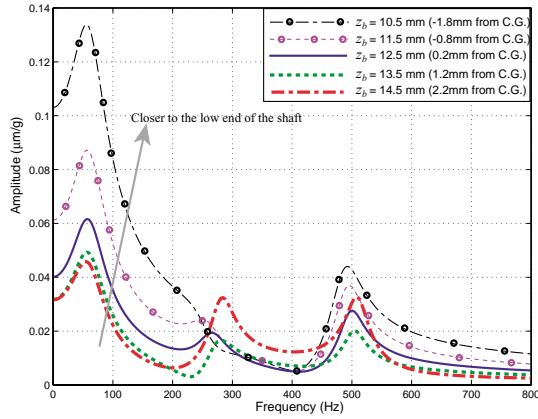 0.14
0.12
0.1
0.08
0.06
0.04
0.02
0
Amplitude (μm/g)
z_b = 10.5 mm (-1.8mm from C.G.)
z_b = 11.5 mm (-0.8mm from C.G.)
z_b = 12.5 mm (0.2mm from C.G.)
z_b = 13.5 mm (1.2mm from C.G.)
z_b = 14.5 mm (2.2mm from C.G.)
Closer to the low end of the shaft
0 100 200 300 400 500 600 700 800
Frequency (Hz)